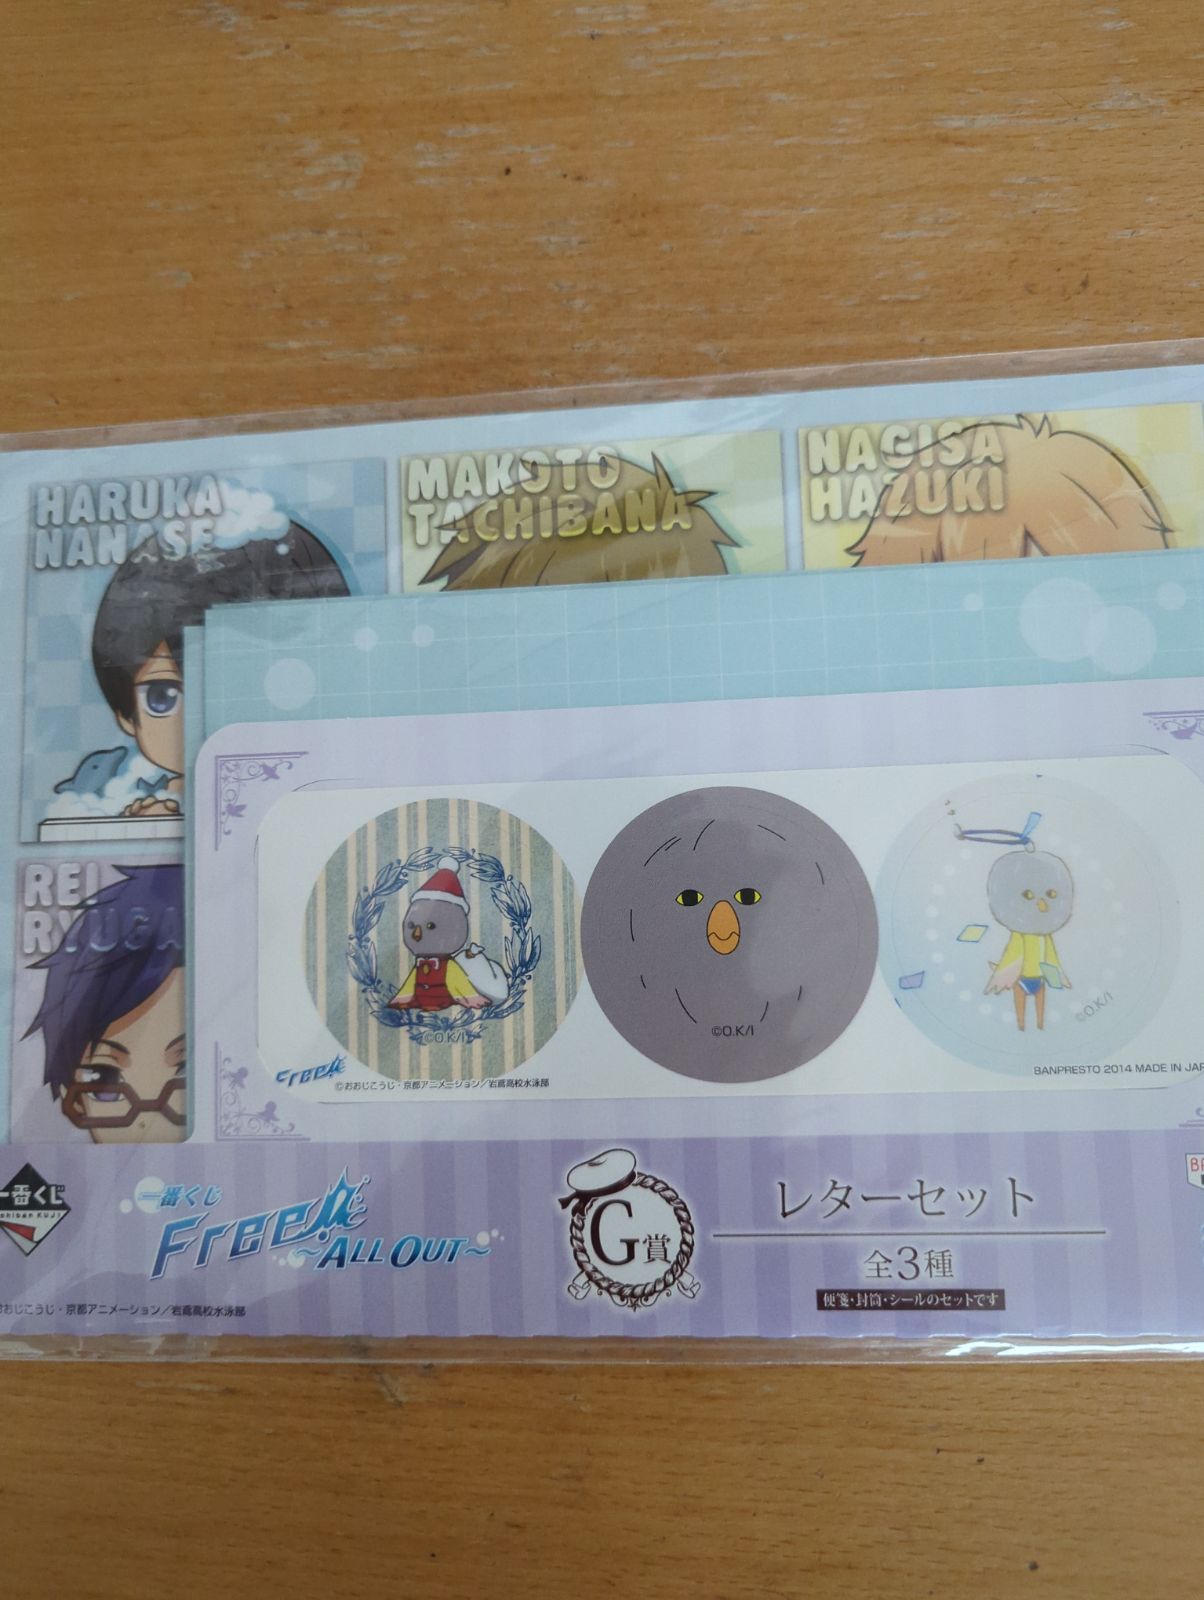 HARUKA
NANASE
MAKOTO
TACHIBANA
NAGISA
HAZUKI
REI
RYUGA
©O.K/I
©O.K/I
©O.K/I
Free!
©おおじこうじ・京都アニメーション/岩鳶高校水泳部
BANPRESTO 2014 MADE IN JAP
一番くじ
一番くじ
Free!
~ALL OUT~
G賞
レターセット
全3種
便箋・封筒・シールのセットです
おおじこうじ・京都アニメーション/岩鳶高校水泳部